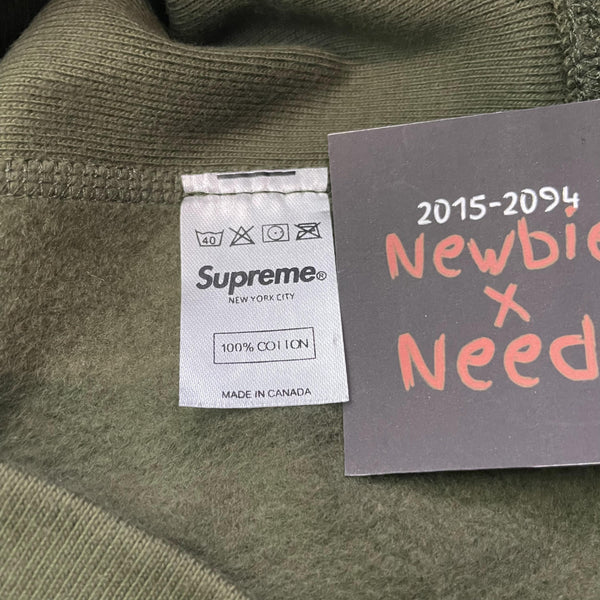 40
Supreme®
NEW YORK CITY
100% COTTON
MADE IN CANADA
2015-2094
Newbie
x
Need